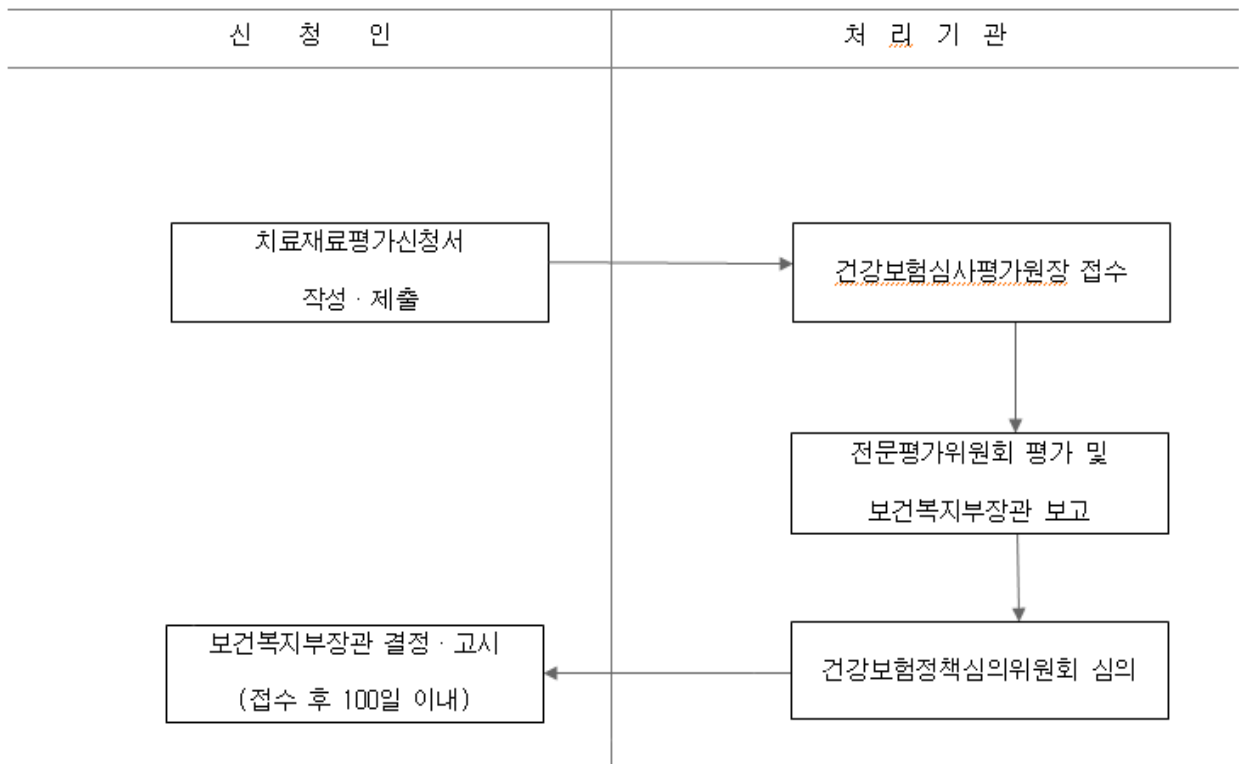 신 청 인
처 리 기 관
치료재료평가신청서
작성 · 제출
건강보험심사평가원장 접수
전문평가위원회 평가 및
보건복지부장관 보고
보건복지부장관 결정 · 고시
(접수 후 100일 이내)
건강보험정책심의위원회 심의